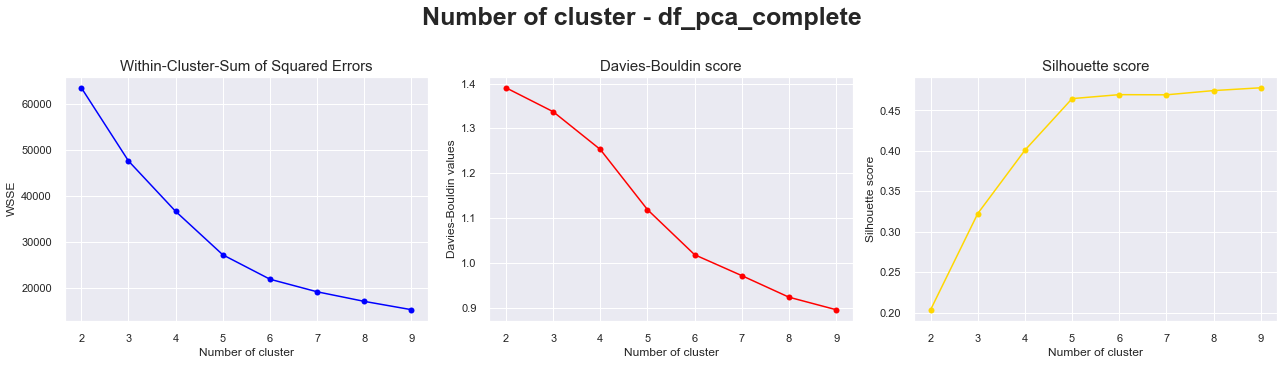 Number of cluster - df_pca_complete
Within-Cluster-Sum of Squared Errors
WSSE
60000
50000
40000
30000
20000
2 3 4 5 6 7 8 9
Number of cluster
Davies-Bouldin score
Davies-Bouldin values
1.4
1.3
1.2
1.1
1.0
0.9
2 3 4 5 6 7 8 9
Number of cluster
Silhouette score
Silhouette score
0.45
0.40
0.35
0.30
0.25
0.20
2 3 4 5 6 7 8 9
Number of cluster